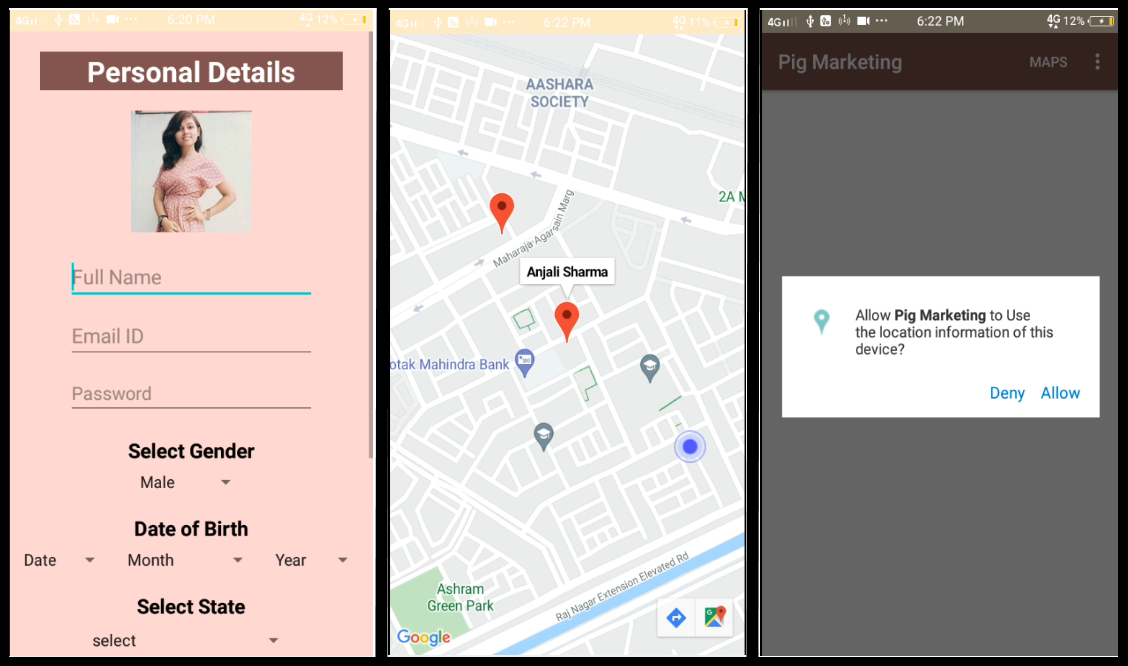 4G 6:20 PM 4G 12%
Personal Details
Full Name
Email ID
Password
Select Gender
Male
Date of Birth
Date Month Year
Select State
select
4G 6:22 PM 4G 11%
AASHARA
SOCIETY
2A M
Maharaja Agarsain Marg
Anjali Sharma
otak Mahindra Bank
Raj Nagar Extension Elevated Rd
Ashram
Green Park
Google
4G 6:22 PM 4G 12%
Pig Marketing MAPS
Allow Pig Marketing to Use
the location information of this
device?
Deny Allow